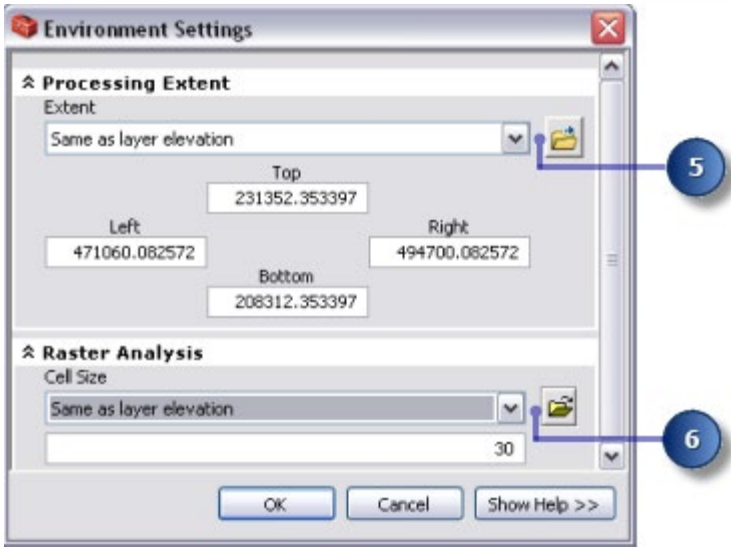 Environment Settings
Processing Extent
Extent
Same as layer elevation
5
Top
231352.353397
Left
Right
471060.082572
494700.082572
Bottom
208312.353397
Raster Analysis
Cell Size
Same as layer elevation
6
30
OK
Cancel
Show Help >>